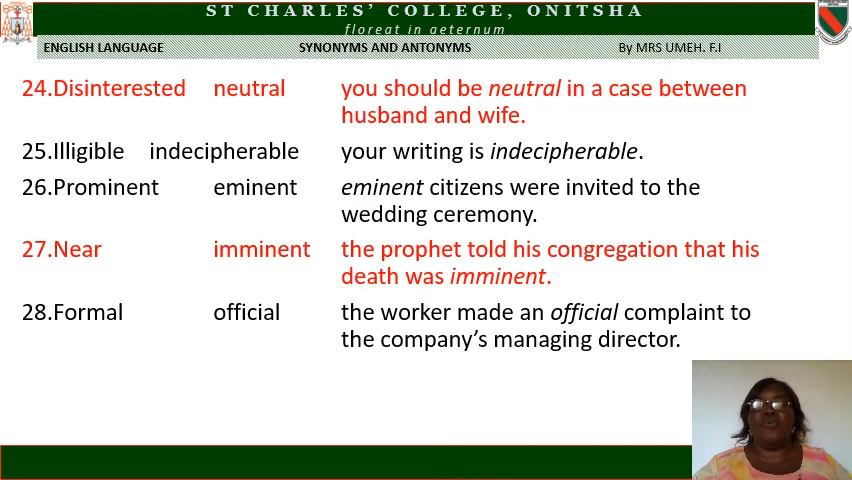 ST CHARLES' COLLEGE, ONITSHA
floreat in aeternum
ENGLISH LANGUAGE SYNONYMS AND ANTONYMS By MRS UMEH. F.I
24.Disinterested neutral you should be neutral in a case between
husband and wife.
25.Illigible indecipherable your writing is indecipherable.
26.Prominent eminent eminent citizens were invited to the
wedding ceremony.
27.Near imminent the prophet told his congregation that his
death was imminent.
28.Formal official the worker made an official complaint to
the company's managing director.